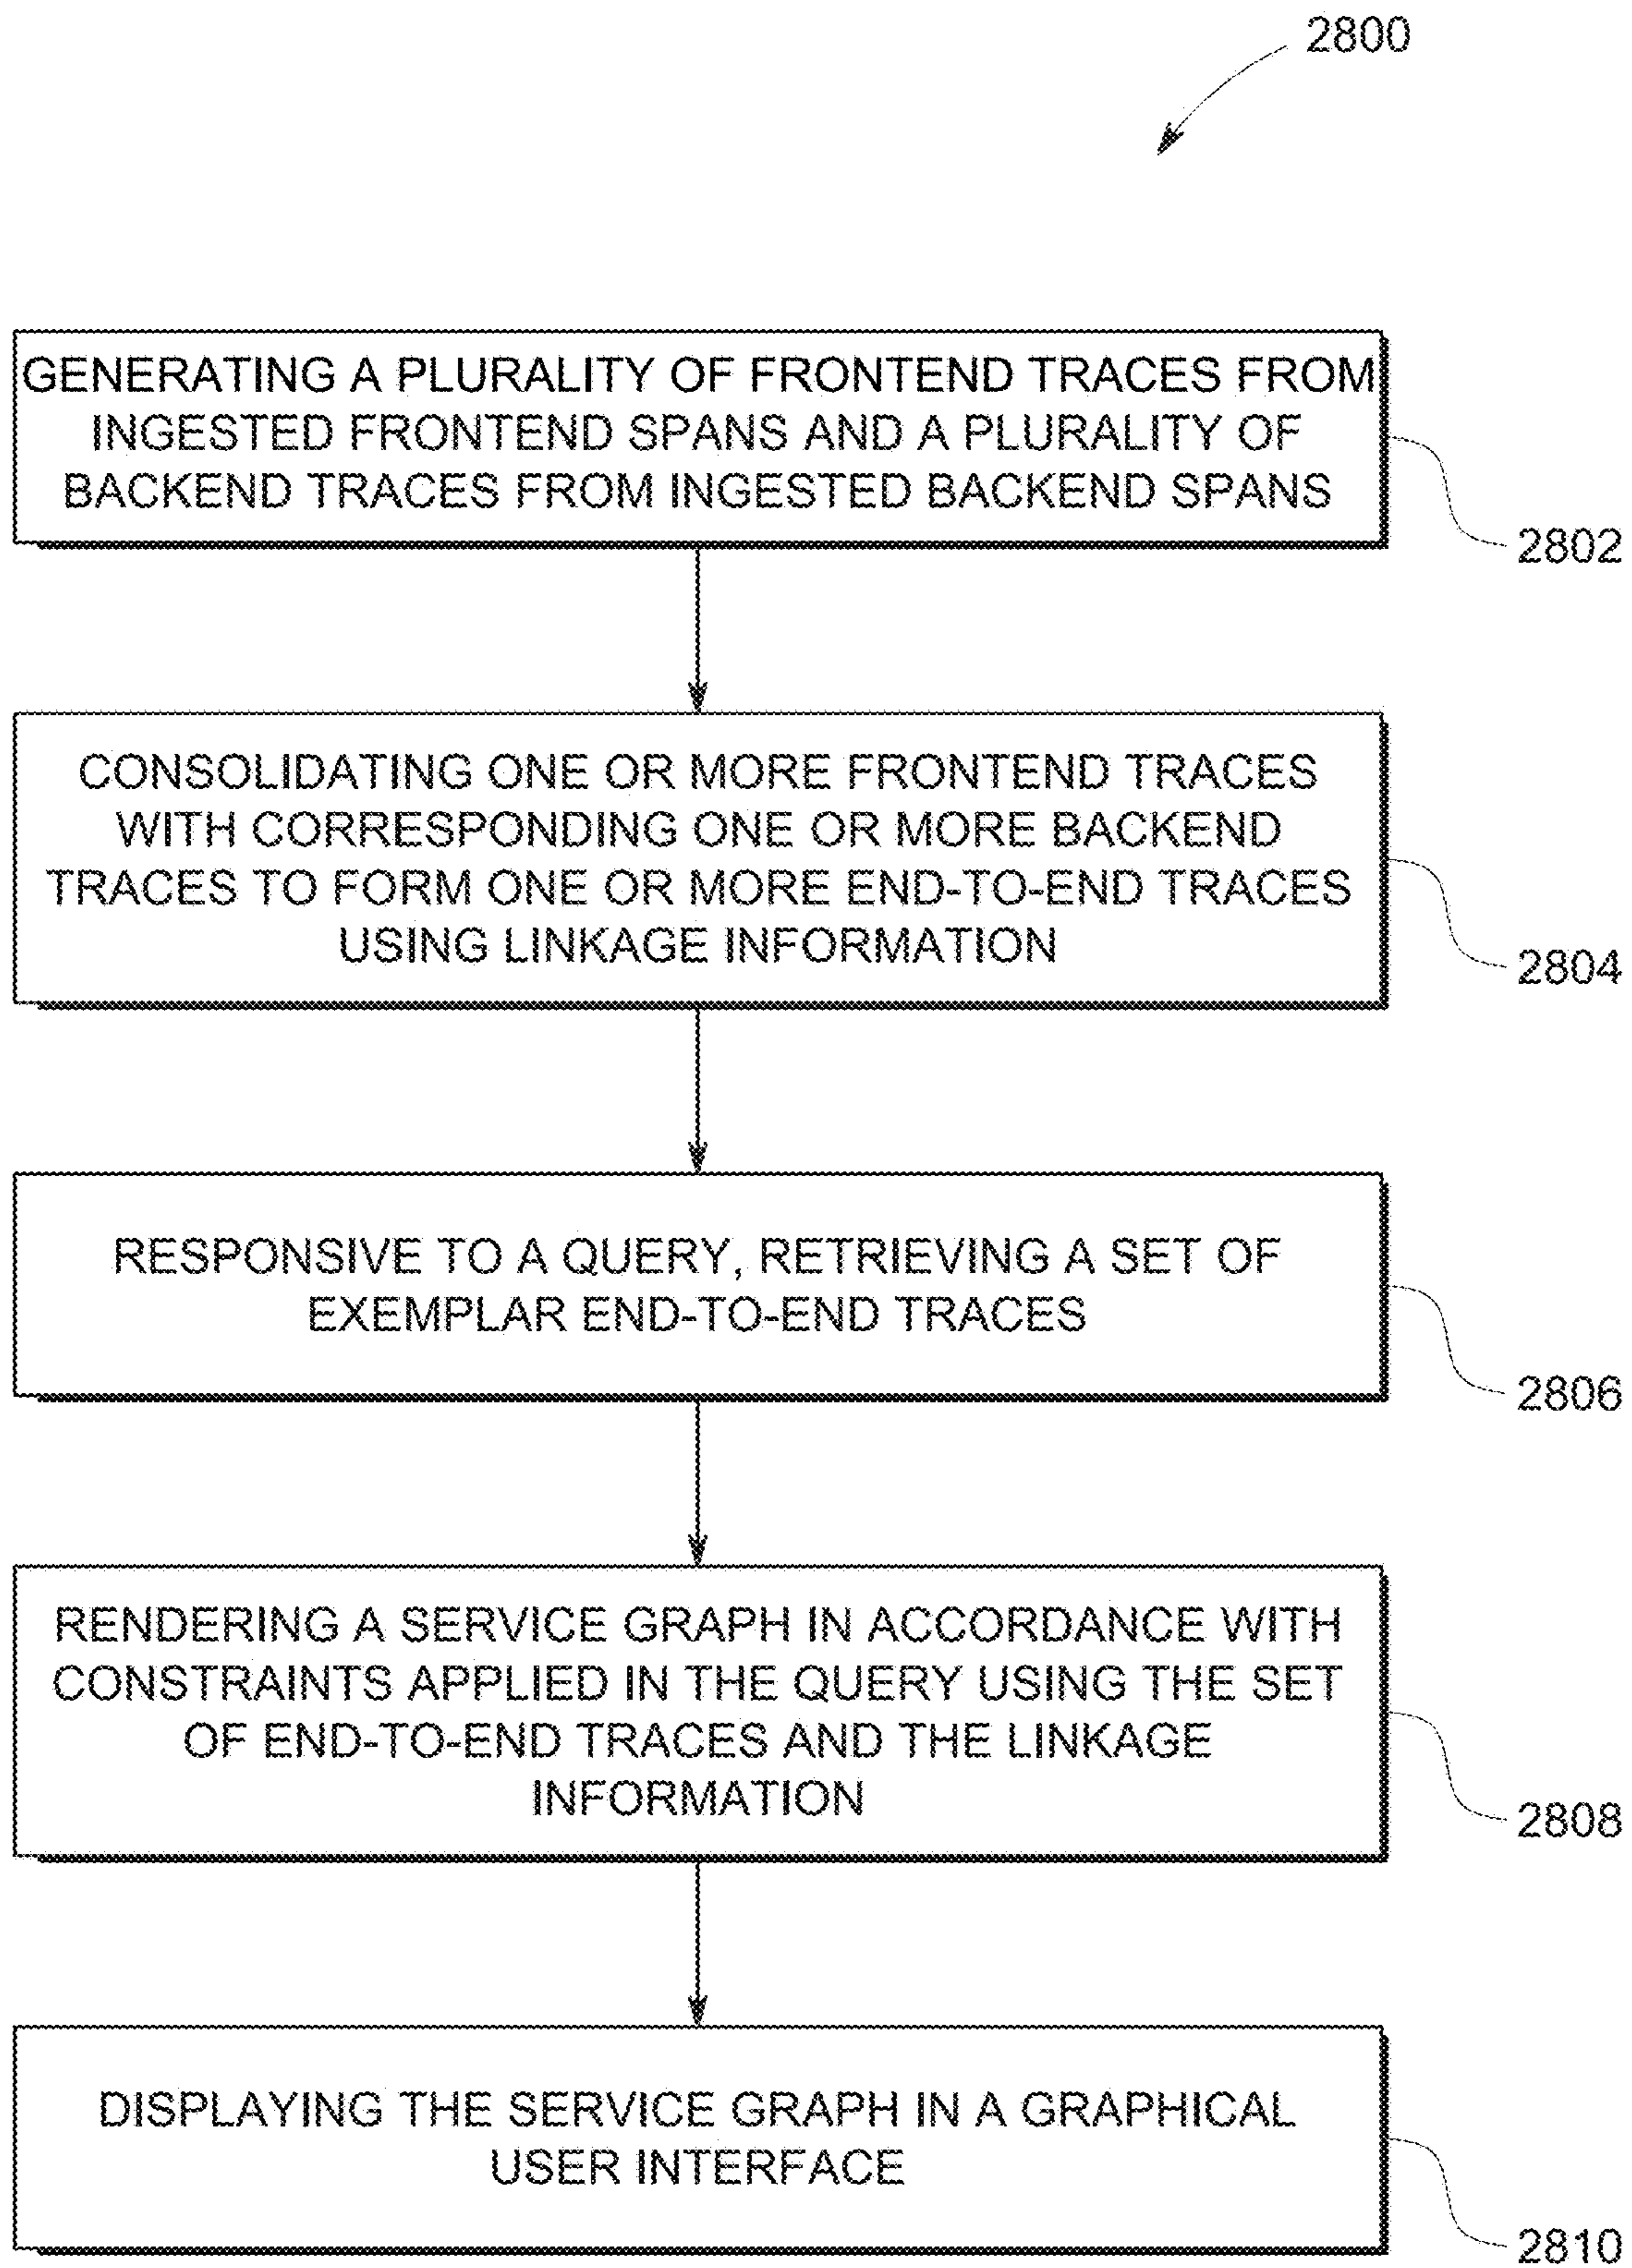 2800
GENERATING A PLURALITY OF FRONTEND TRACES FROM
INGESTED FRONTEND SPANS AND A PLURALITY OF
BACKEND TRACES FROM INGESTED BACKEND SPANS
2802
CONSOLIDATING ONE OR MORE FRONTEND TRACES
WITH CORRESPONDING ONE OR MORE BACKEND
TRACES TO FORM ONE OR MORE END-TO-END TRACES
USING LINKAGE INFORMATION
2804
RESPONSIVE TO A QUERY, RETRIEVING A SET OF
EXEMPLAR END-TO-END TRACES
2806
RENDERING A SERVICE GRAPH IN ACCORDANCE WITH
CONSTRAINTS APPLIED IN THE QUERY USING THE SET
OF END-TO-END TRACES AND THE LINKAGE
INFORMATION
2808
DISPLAYING THE SERVICE GRAPH IN A GRAPHICAL
USER INTERFACE
2810